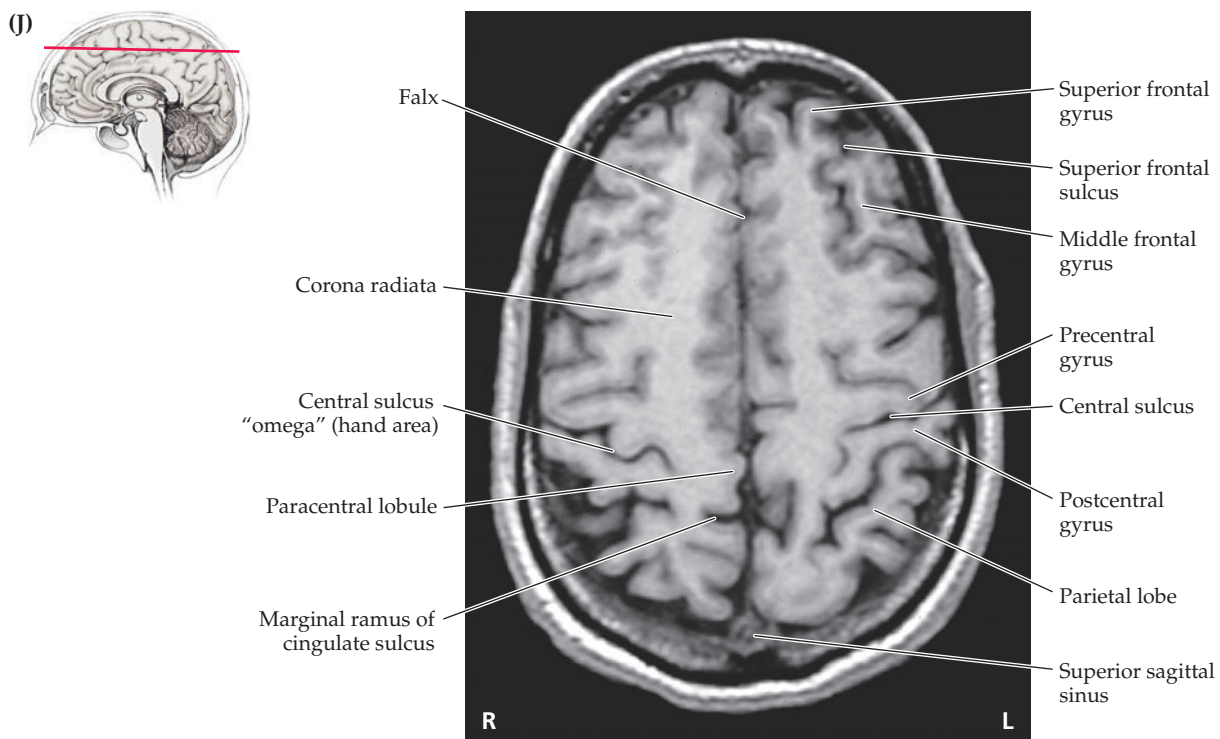 (J)
Falx
Corona radiata
Central sulcus
“omega” (hand area)
Paracentral lobule
Marginal ramus of
cingulate sulcus
Superior frontal
gyrus
Superior frontal
sulcus
Middle frontal
gyrus
Precentral
gyrus
Central sulcus
Postcentral
gyrus
Parietal lobe
Superior sagittal
sinus
R
L